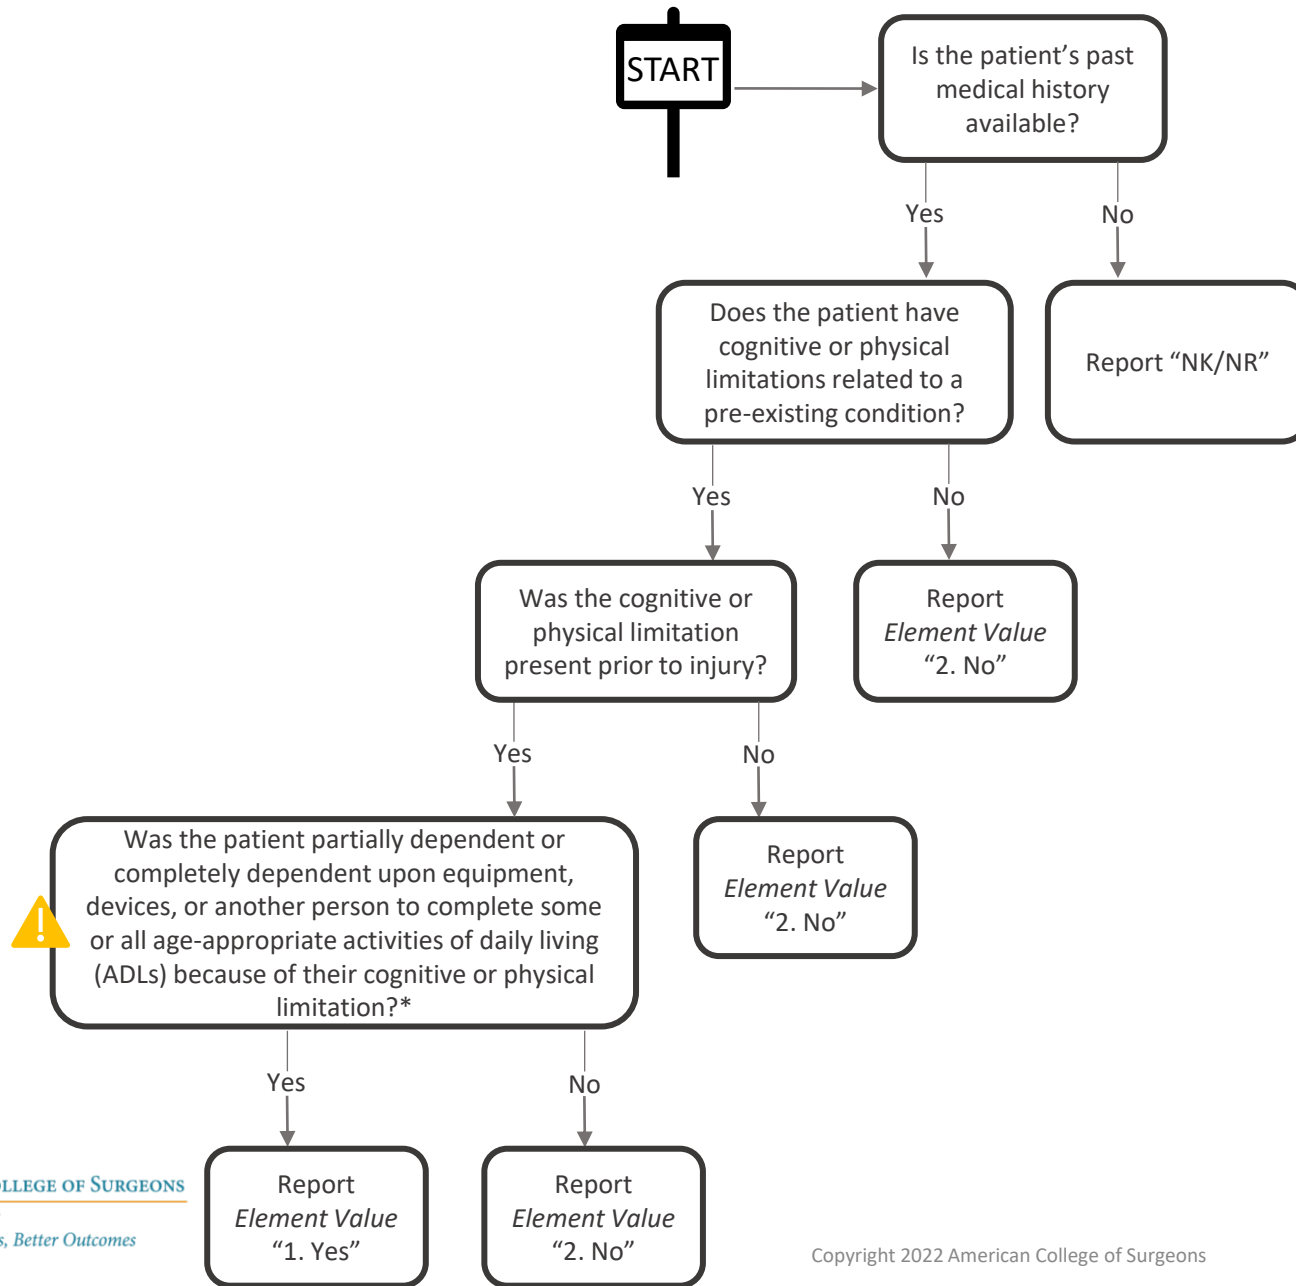 START
Is the patient’s past
medical history
available?
Yes
No
Does the patient have
cognitive or physical
limitations related to a
pre-existing condition?
Report “NK/NR”
Yes
No
Was the cognitive or
physical limitation
present prior to injury?
Report
Element Value
“2. No”
Yes
No
Was the patient partially dependent or
completely dependent upon equipment,
devices, or another person to complete some
or all age-appropriate activities of daily living
(ADLs) because of their cognitive or physical
limitation?*
Report
Element Value
“2. No”
Yes
No
Report
Element Value
“1. Yes”
Report
Element Value
“2. No”
OLLEGE OF SURGEONS
s, Better Outcomes
Copyright 2022 American College of Surgeons